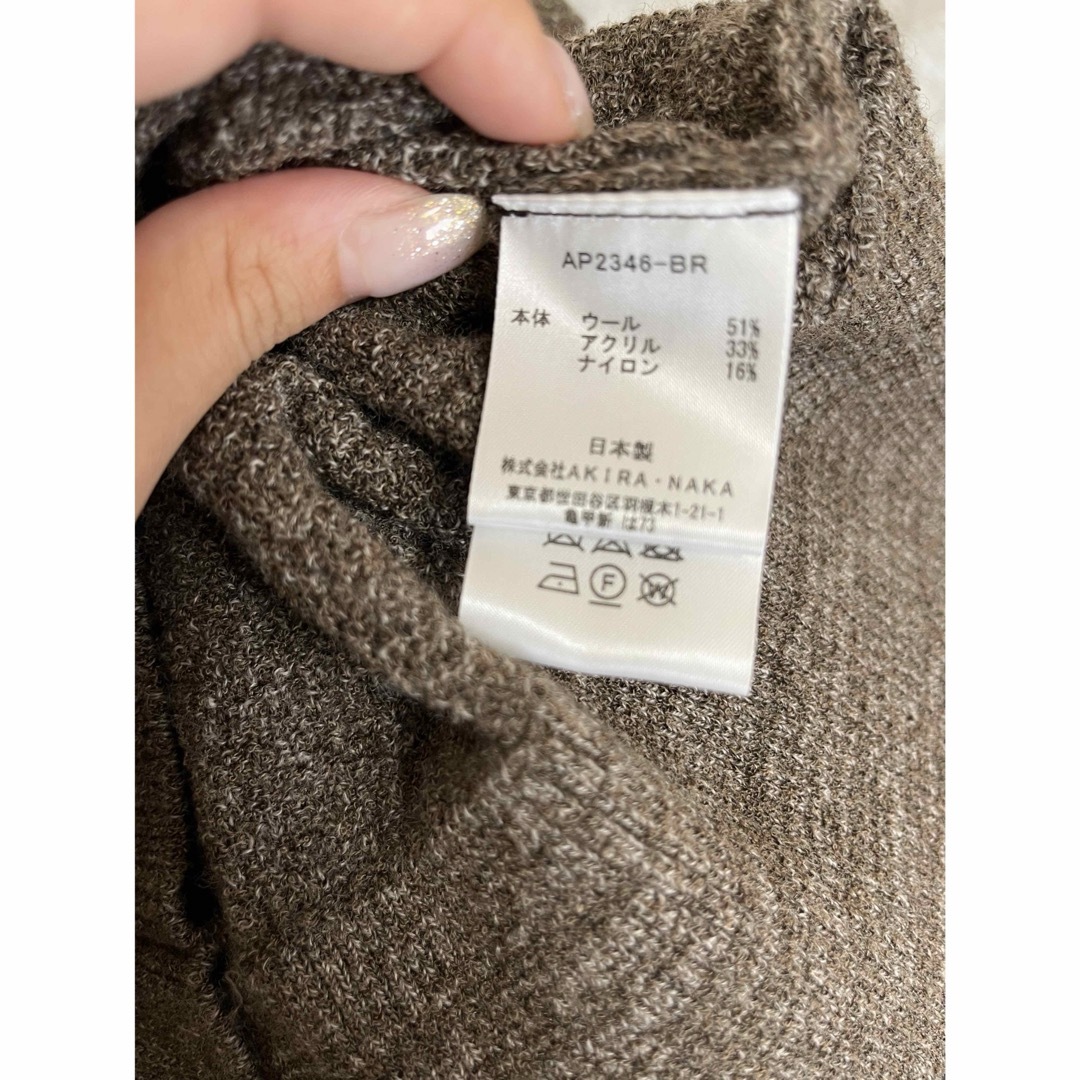 AP2346-BR
本体 ウール 51%
アクリル 33%
ナイロン 16%
日本製
株式会社AKIRA・NAKA
東京都世田谷区羽根木1-21-1
亀甲新 は73
F
W